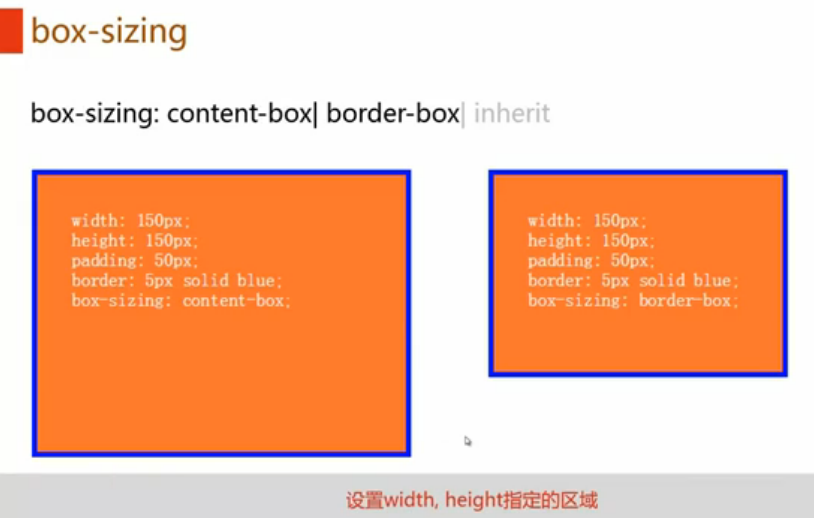 box-sizing
box-sizing: content-box| border-box| inherit
width: 150px;
height: 150px;
padding: 50px;
border: 5px solid blue;
box-sizing: content-box;
width: 150px;
height: 150px;
padding: 50px;
border: 5px solid blue;
box-sizing: border-box;
设置width, height指定的区域